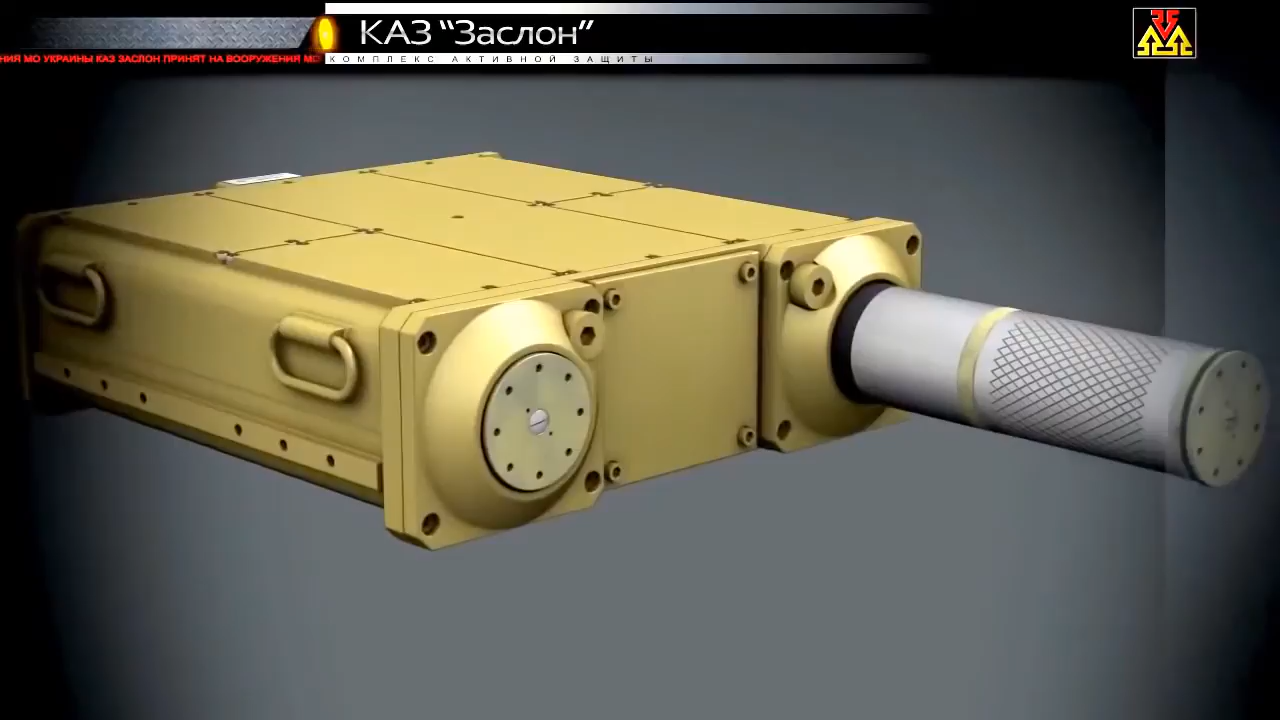 КАЗ “Заслон”
НИЯ МО УКРАИНЫ КАЗ ЗАСЛОН ПРИНЯТ НА ВООРУЖЕНИЯ МО
КОМПЛЕКС АКТИВНОЙ ЗАЩИТЫ